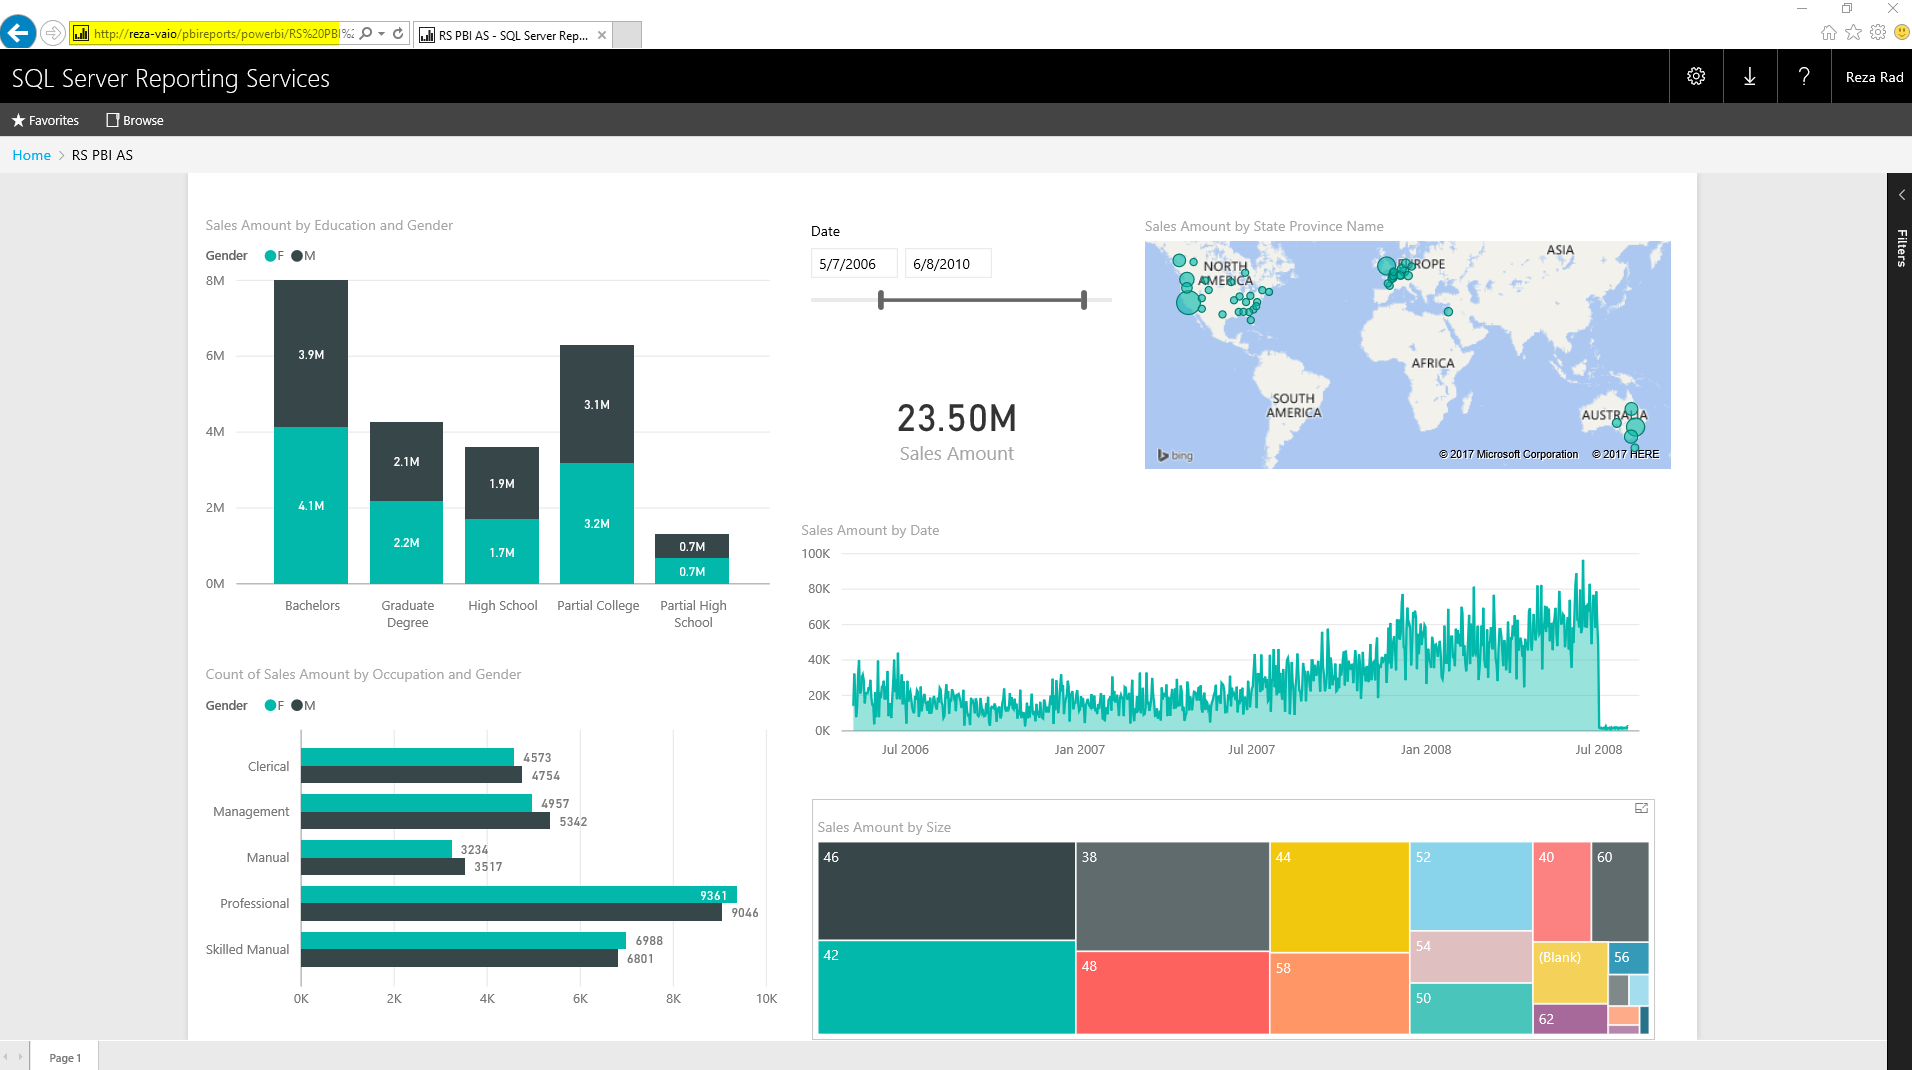 http://reza-vaio/pbireports/powerbi/RS%20PBI%2
RS PBI AS - SQL Server Rep...
SQL Server Reporting Services
?
Reza Rad
Favorites
Browse
Home > RS PBI AS
Filters
Sales Amount by Education and Gender
Gender F M
8M
6M
4M
2M
0M
3.9M
4.1M
2.1M
2.2M
1.9M
1.7M
3.1M
3.2M
0.7M
0.7M
Bachelors
Graduate
Degree
High School
Partial College
Partial High
School
Date
5/7/2006
6/8/2010
23.50M
Sales Amount
Sales Amount by State Province Name
NORTH
AMERICA
EUROPE
ASIA
AFRICA
SOUTH
AMERICA
AUSTRALIA
bing
© 2017 Microsoft Corporation © 2017 HERE
Sales Amount by Date
100K
80K
60K
40K
20K
0K
Jul 2006
Jan 2007
Jul 2007
Jan 2008
Jul 2008
Count of Sales Amount by Occupation and Gender
Gender F M
Clerical
4573
4754
Management
4957
5342
Manual
3234
3517
Professional
9361
9046
Skilled Manual
6988
6801
0K
2K
4K
6K
8K
10K
Sales Amount by Size
46
42
38
48
44
58
52
54
50
40
60
(Blank)
56
62
Page 1